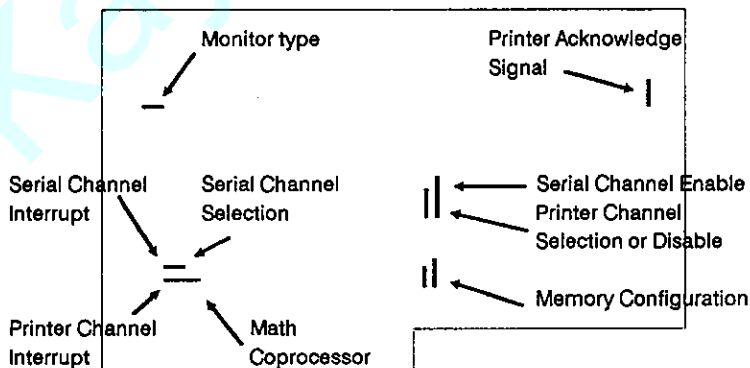 Monitor type
Printer Acknowledge
Signal
Serial Channel
Interrupt
Serial Channel
Selection
Serial Channel Enable
Printer Channel
Selection or Disable
Memory Configuration
Printer Channel
Interrupt
Math
Coprocessor